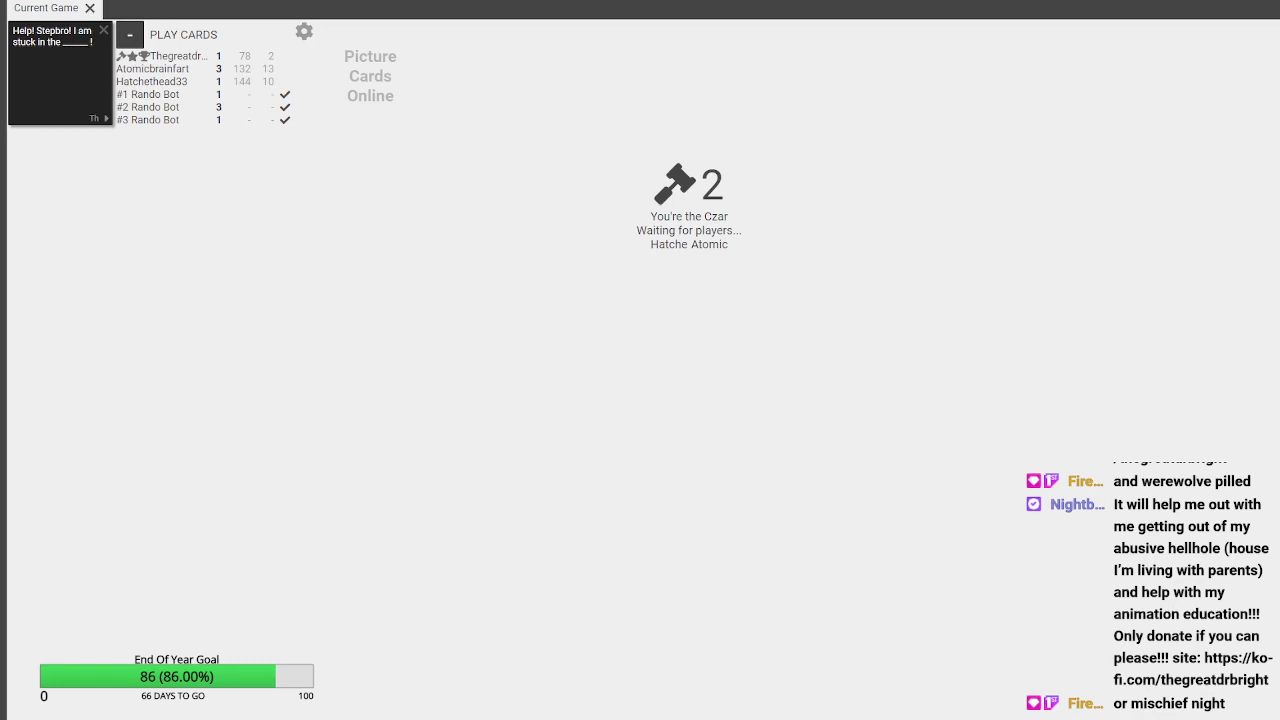 Current Game
Help! Stepbro! I am
stuck in the _____ !
Th
-
PLAY CARDS
Thegreatdr... 1 78 2
Atomicbrainfart 3 132 13
Hatchethead33 1 144 10
#1 Rando Bot 1 - -
#2 Rando Bot 3 - -
#3 Rando Bot 1 - -
Picture
Cards
Online
2
You're the Czar
Waiting for players...
Hatche Atomic
Fire... and werewolve pilled
Nightb... It will help me out with
me getting out of my
abusive hellhole (house
I'm living with parents)
and help with my
animation education!!!
Only donate if you can
please!!! site: https://ko-
fi.com/thegreatdrbright
Fire... or mischief night
End Of Year Goal
86 (86.00%)
0 66 DAYS TO GO 100